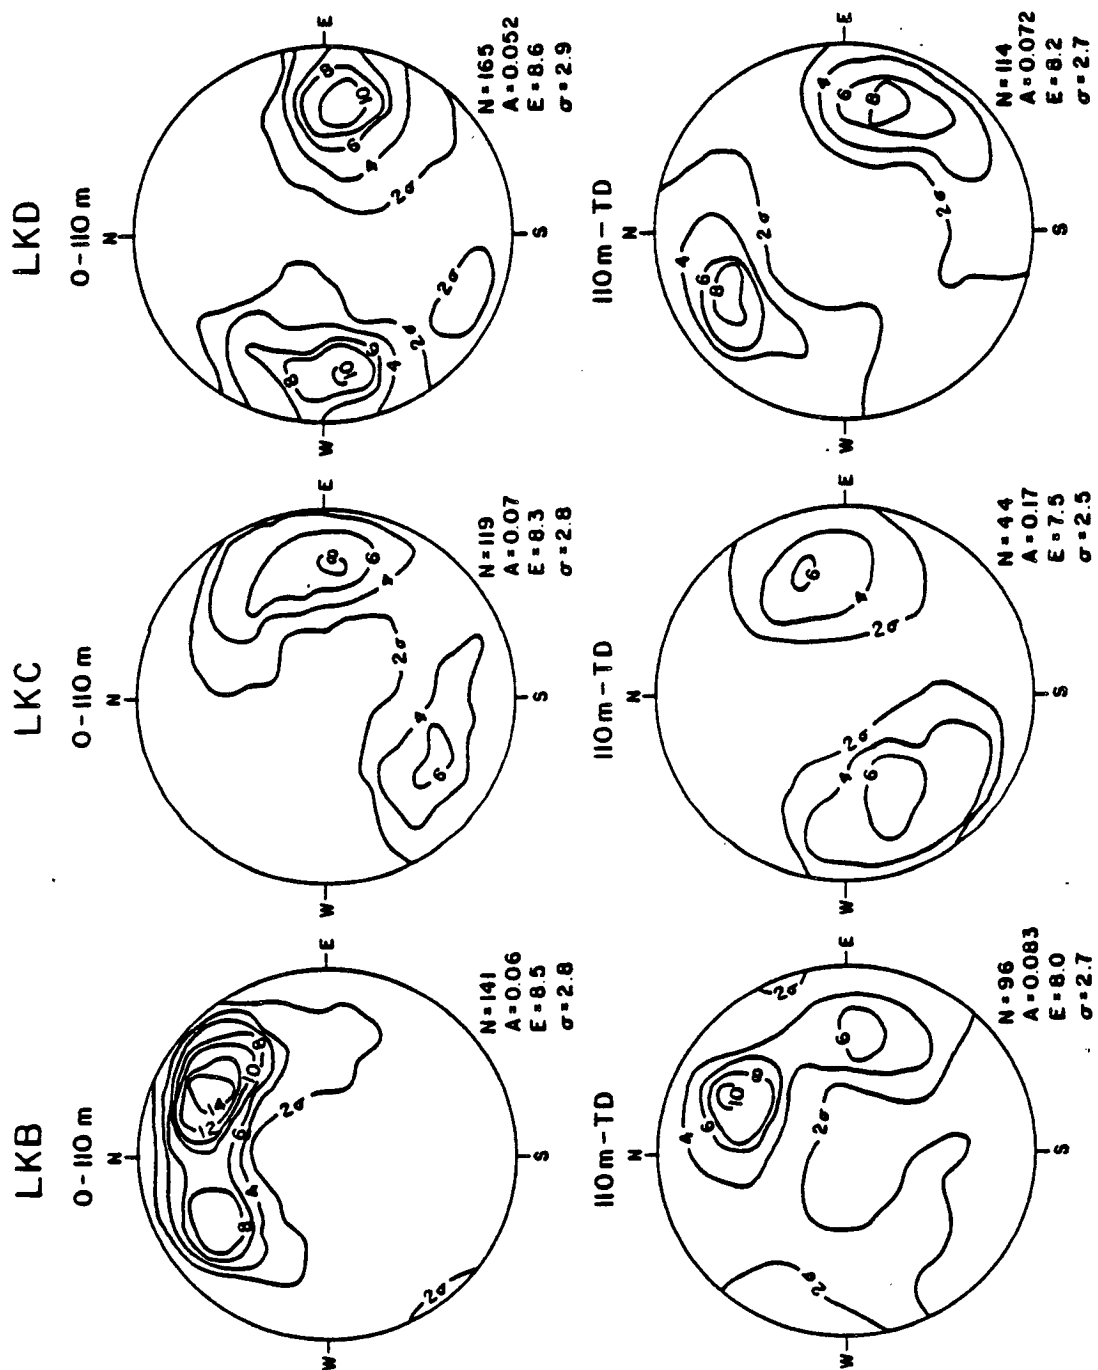 LKB
0-110 m
N
W
E
S
14
12
10
8
8
6
4
2σ
2σ
N=141
A=0.06
E=8.5
σ=2.8
LKC
0-110 m
N
W
E
S
8
6
4
2σ
4
6
N=119
A=0.07
E=8.3
σ=2.8
LKD
0-110 m
N
W
E
S
8
10
6
4
2σ
8
10
6
4
2σ
2σ
N=165
A=0.052
E=8.6
σ=2.9
110m-TD
N
W
E
S
4
6
8
10
6
2σ
2σ
2σ
N=96
A=0.083
E=8.0
σ=2.7
110m-TD
N
W
E
S
6
4
2σ
2σ
4
6
N=44
A=0.17
E=7.5
σ=2.5
110m-TD
N
W
E
S
4
6
8
2σ
4
6
8
2σ
N=114
A=0.072
E=8.2
σ=2.7